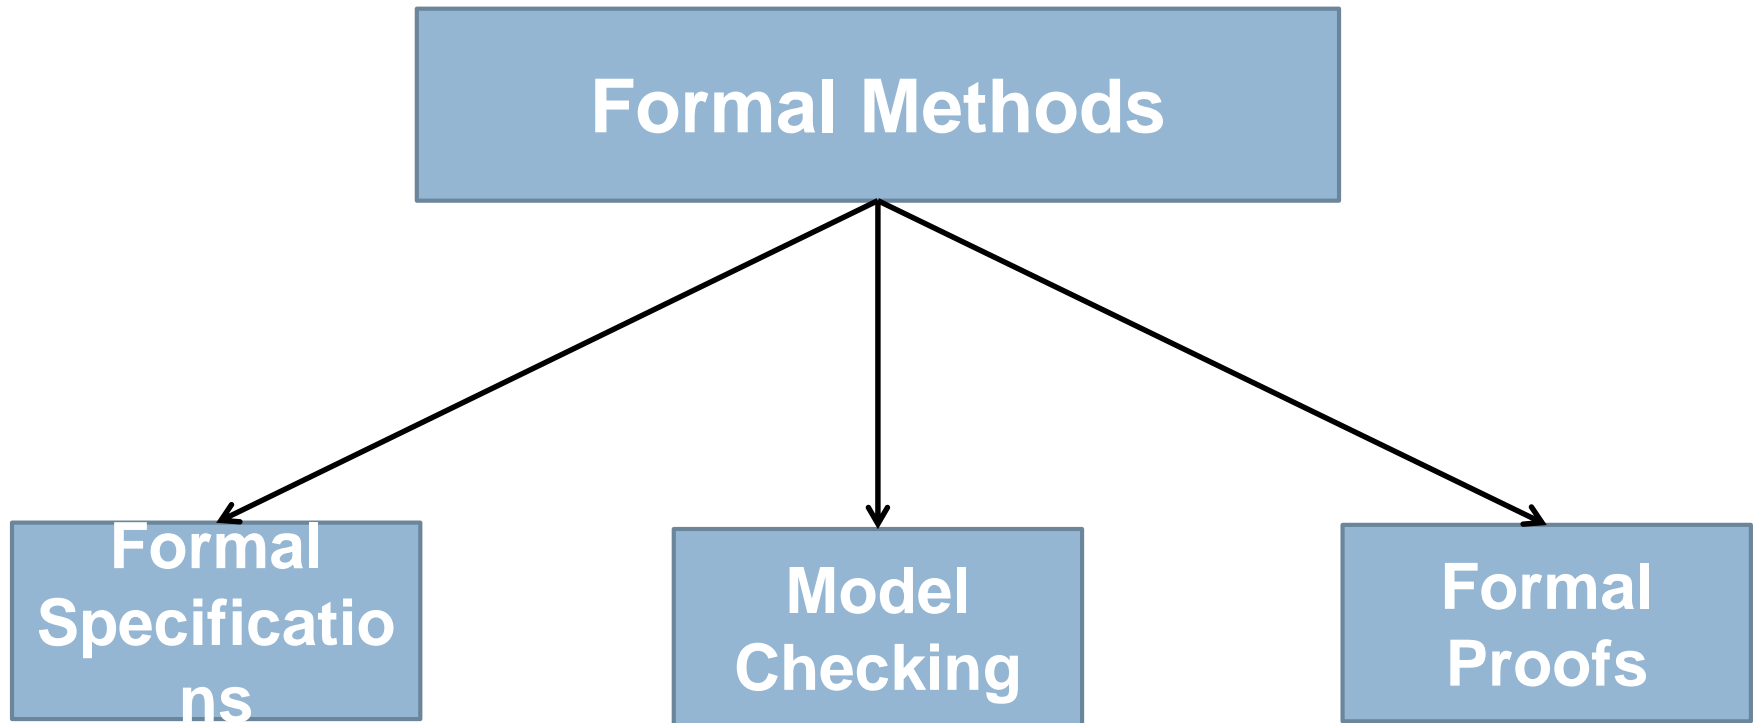 Formal Methods
Formal
Specificatio
ns
Model
Checking
Formal
Proofs